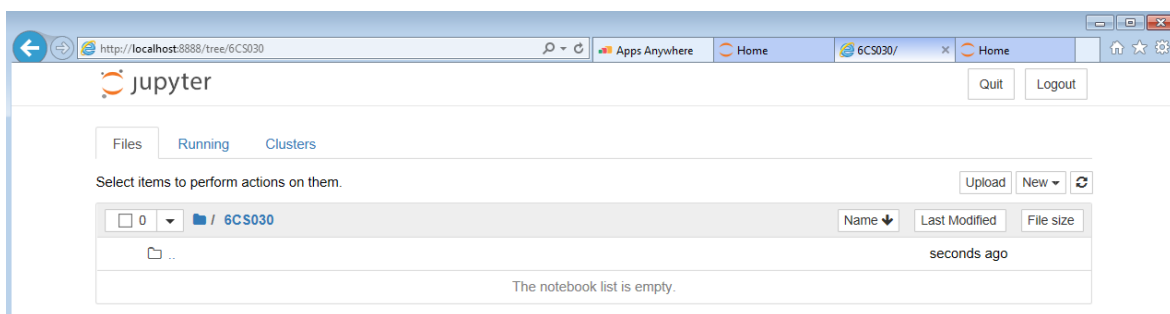 http://localhost:8888/tree/6CS030 Apps Anywhere Home 6CS030/ Home
jupyter Quit Logout
Files Running Clusters
Select items to perform actions on them. Upload New
0 / 6CS030 Name Last Modified File size
.. seconds ago
The notebook list is empty.